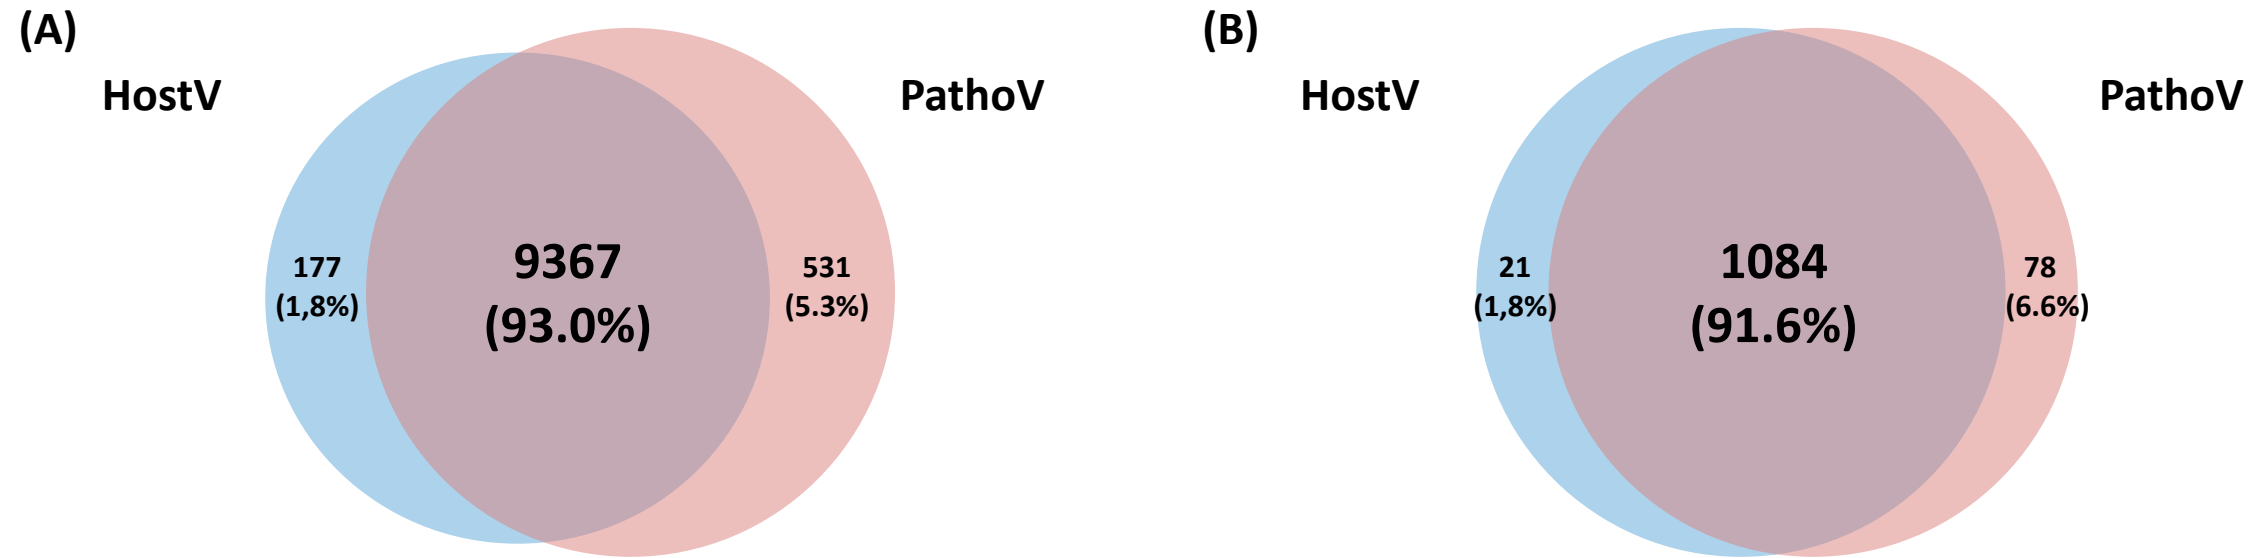 (A)
HostV
PathoV
177
(1,8%)
9367
(93.0%)
531
(5.3%)
(B)
HostV
PathoV
21
(1,8%)
1084
(91.6%)
78
(6.6%)